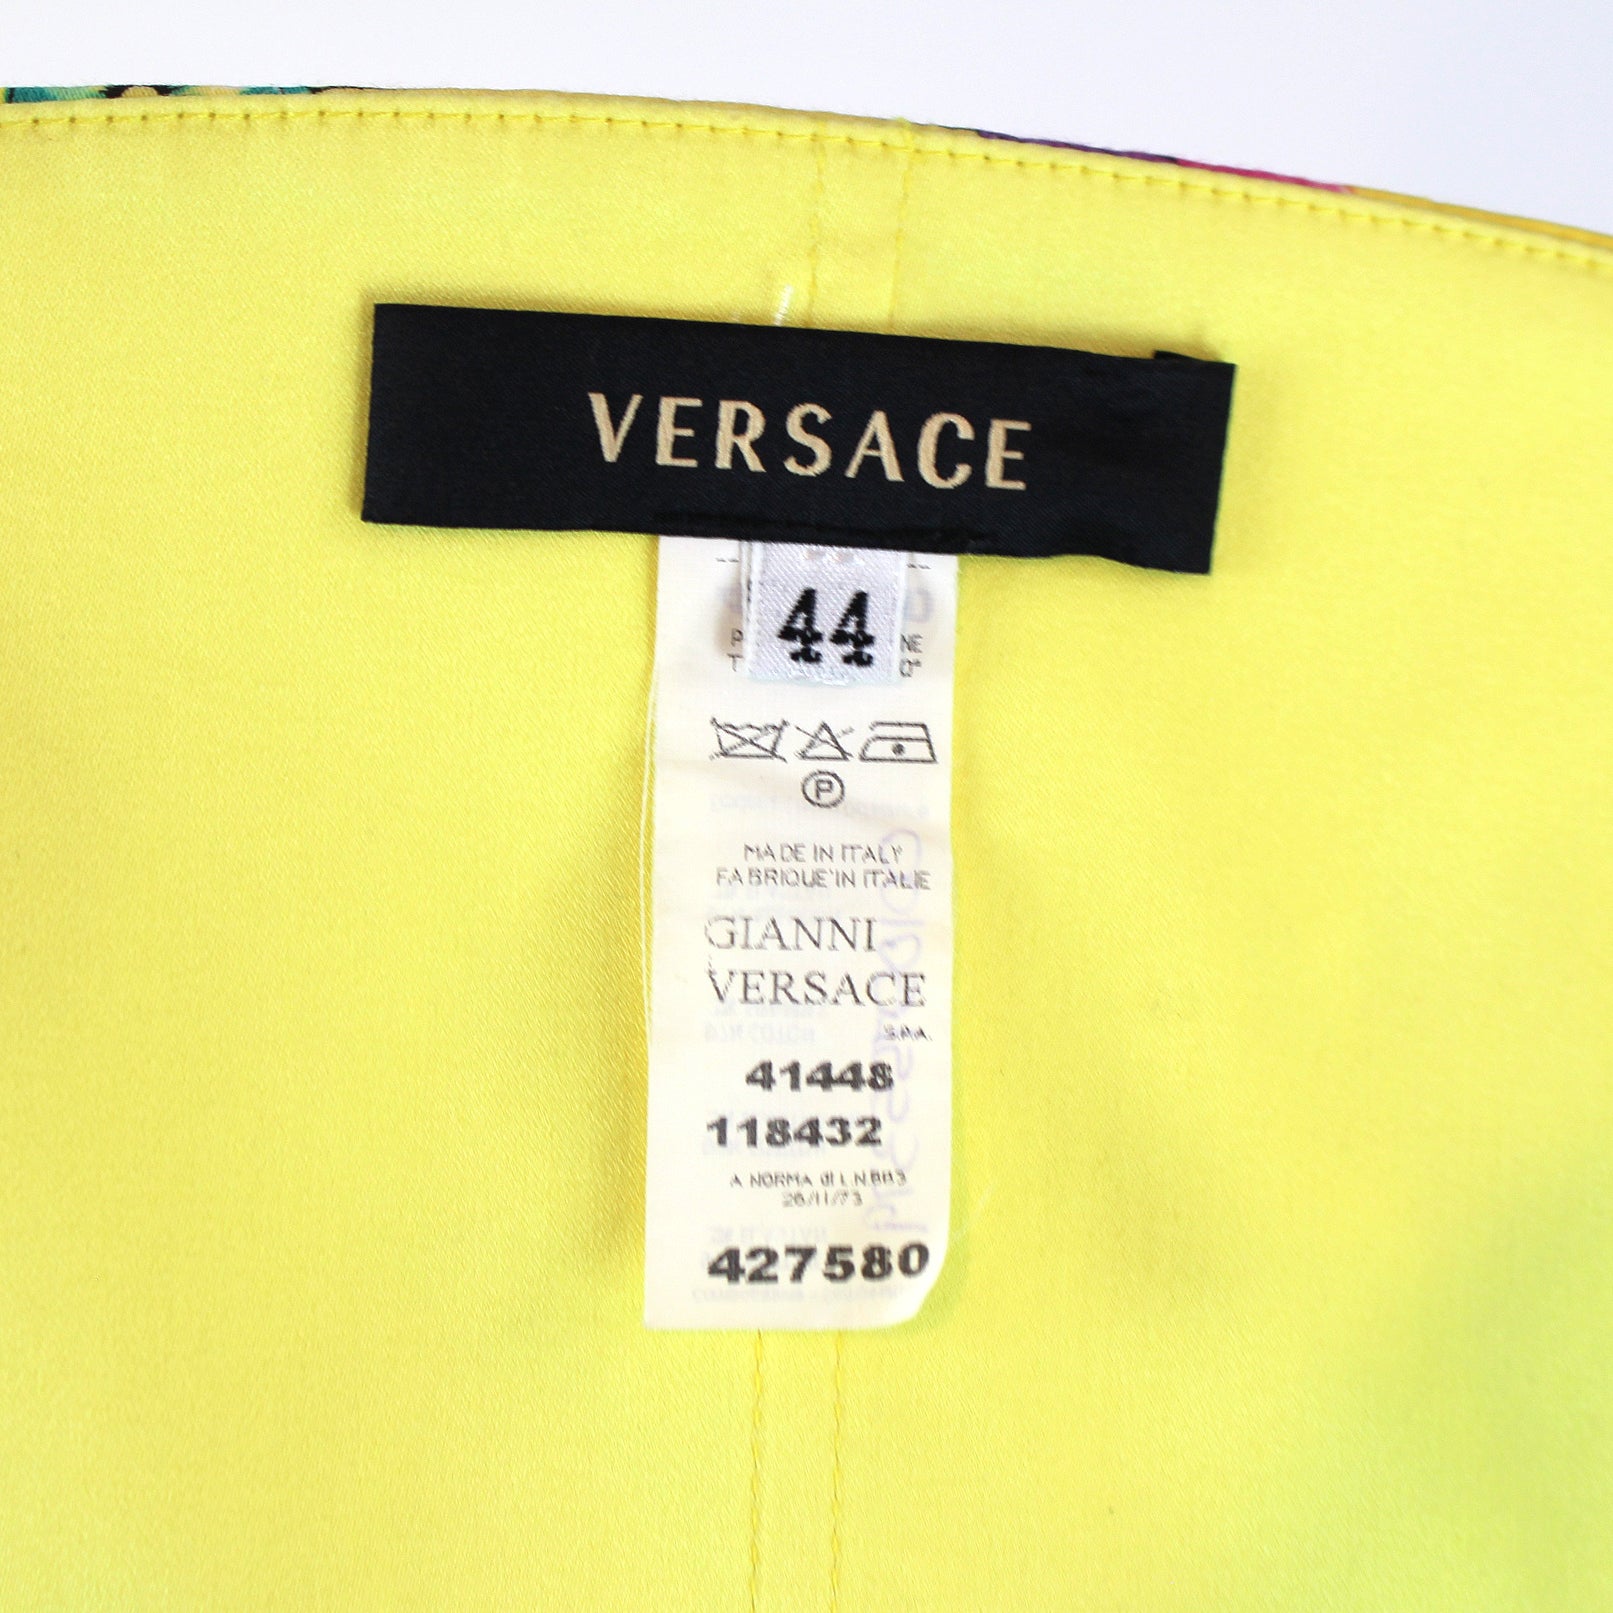 VERSACE
44
P
MADE IN ITALY
FABRIQUE'IN ITALIE
GIANNI
VERSACE
S.P.A.
41448
118432
A NORMA di L.N.883
26/11/73
427580